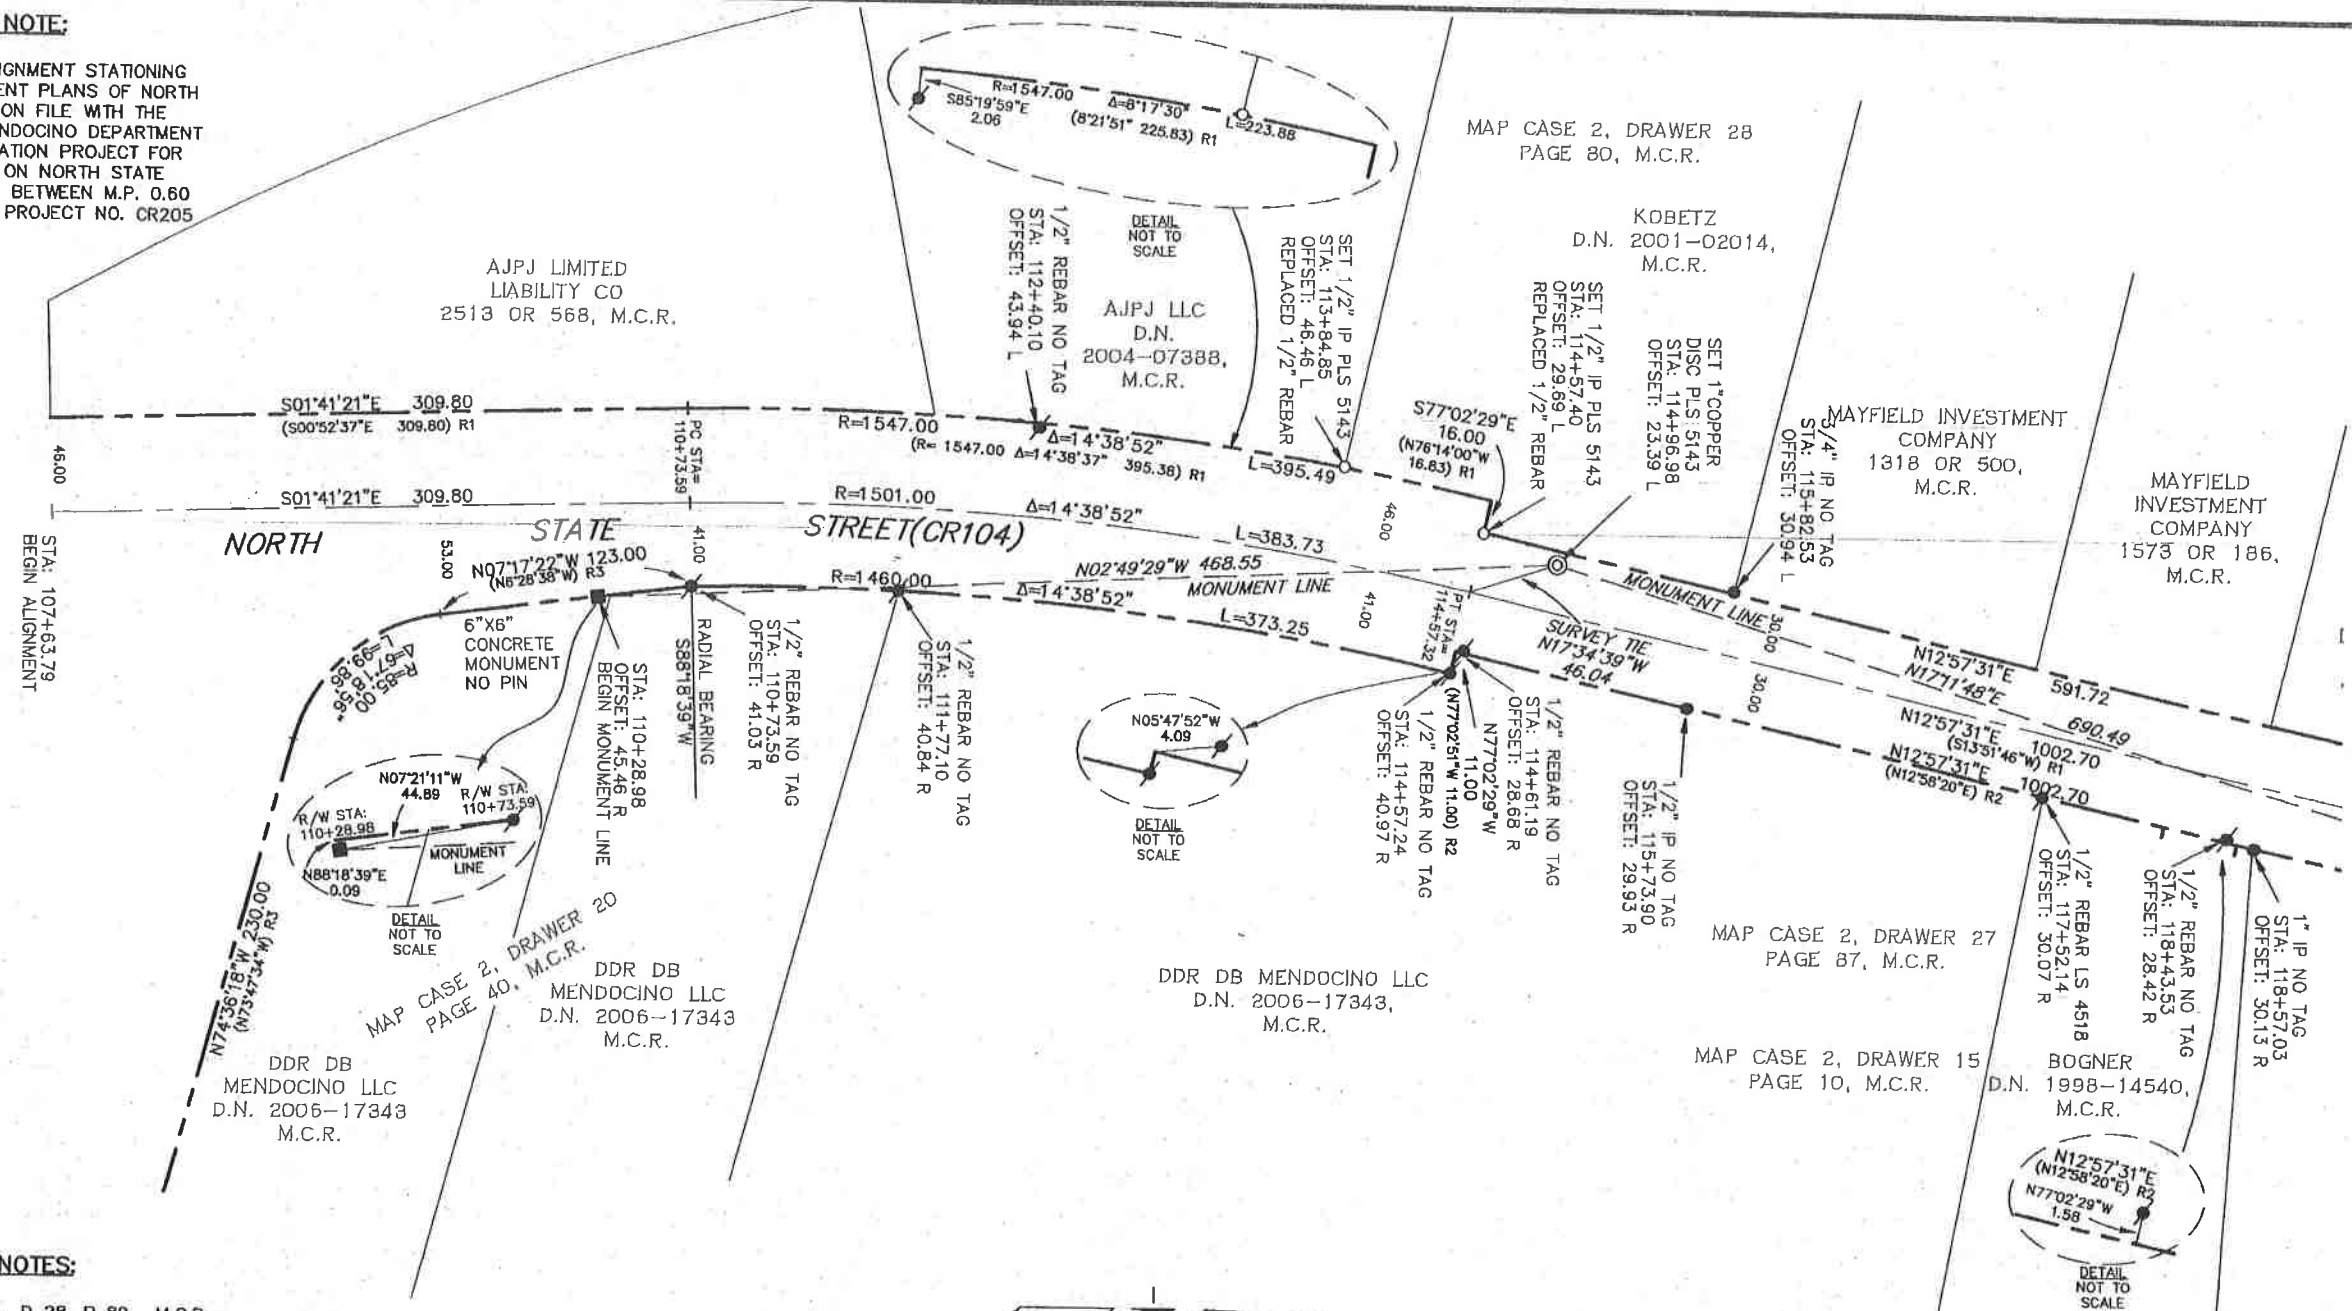 NOTE:
IGNMENT STATIONING
ENT PLANS OF NORTH
ON FILE WITH THE
NDOCINO DEPARTMENT
ATION PROJECT FOR
ON NORTH STATE
BETWEEN M.P. 0.60
PROJECT NO. CR205
AJPJ LIMITED
LIABILITY CO
2513 OR 568, M.C.R.
R=1547.00 Δ=8°17'30" L=223.88
(8°21'51" 225.83) R1
S85°19'59"E
2.06
DETAIL
NOT TO
SCALE
AJPJ LLC
D.N.
2004-07388,
M.C.R.
1/2" REBAR NO TAG
STA: 112+40.10
OFFSET: 43.94 L
SET 1/2" IP PLS 5143
STA: 113+84.85
OFFSET: 46.46 L
REPLACED 1/2" REBAR
MAP CASE 2, DRAWER 28
PAGE 80, M.C.R.
KOBETZ
D.N. 2001-02014,
M.C.R.
SET 1/2" IP PLS 5143
STA: 114+57.40
OFFSET: 29.69 L
REPLACED 1/2" REBAR
SET 1"COPPER
DISC PLS 5143
STA: 114+96.98
OFFSET: 23.39 L
S77°02'29"E
16.00
(N76°14'00"W
16.83) R1
3/4" IP NO TAG
STA: 115+82.53
OFFSET: 30.94 L
MAYFIELD INVESTMENT
COMPANY
1318 OR 500,
M.C.R.
MAYFIELD
INVESTMENT
COMPANY
1573 OR 186,
M.C.R.
S01°41'21"E 309.80
(S00°52'37"E 309.80) R1
46.00
PC STA=
110+73.59
R=1547.00 Δ=14°38'52" L=395.49
(R= 1547.00 Δ=14°38'37" 395.38) R1
46.00
S01°41'21"E 309.80
R=1501.00 Δ=14°38'52" L=383.73
NORTH STATE STREET(CR104)
STA: 107+63.79
BEGIN ALIGNMENT
53.00
N07°17'22"W 123.00
(N6°28'38"W) R3
41.00
R=1460.00 Δ=14°38'52" L=373.25
N02°49'29"W 468.55
MONUMENT LINE
41.00
PT STA=
114+57.32
SURVEY TIE
N17°34'39"W
46.04
MONUMENT LINE
30.00
30.00
N12°57'31"E 591.72
N17°11'48"E 690.49
N12°57'31"E 1002.70
(S13°51'46"W) R1
N12°57'31"E 1002.70
(N12°58'20"E) R2
R=85.00
L=99.68
6"X6"
CONCRETE
MONUMENT
NO PIN
STA: 110+28.98
OFFSET: 45.46 R
BEGIN MONUMENT LINE
RADIAL BEARING
S88°18'39"W
1/2" REBAR NO TAG
STA: 110+73.59
OFFSET: 41.03 R
1/2" REBAR NO TAG
STA: 111+77.10
OFFSET: 40.84 R
N05°47'52"W
4.09
DETAIL
NOT TO
SCALE
1/2" REBAR NO TAG
STA: 114+57.24
OFFSET: 40.97 R
N77°02'29"W
11.00
(N77°02'51"W 11.00) R2
1/2" REBAR NO TAG
STA: 114+61.19
OFFSET: 28.68 R
1/2" IP NO TAG
STA: 115+73.90
OFFSET: 29.93 R
1/2" REBAR LS 4518
STA: 117+52.14
OFFSET: 30.07 R
1/2" REBAR NO TAG
STA: 118+43.53
OFFSET: 28.42 R
1" IP NO TAG
STA: 118+57.03
OFFSET: 30.13 R
N07°21'11"W
44.89
R/W STA:
110+73.59
R/W STA:
110+28.98
MONUMENT
LINE
N88°18'39"E
0.09
DETAIL
NOT TO
SCALE
N74°36'18"W 230.00
(N73°47'34"W) R3
MAP CASE 2, DRAWER 20
PAGE 40, M.C.R.
DDR DB
MENDOCINO LLC
D.N. 2006-17343
M.C.R.
DDR DB
MENDOCINO LLC
D.N. 2006-17343
M.C.R.
DDR DB MENDOCINO LLC
D.N. 2006-17343,
M.C.R.
MAP CASE 2, DRAWER 27
PAGE 87, M.C.R.
MAP CASE 2, DRAWER 15
PAGE 10, M.C.R.
BOGNER
D.N. 1998-14540,
M.C.R.
N12°57'31"E
(N12°58'20"E) R2
N77°02'29"W
1.58
DETAIL
NOT TO
SCALE
NOTES: